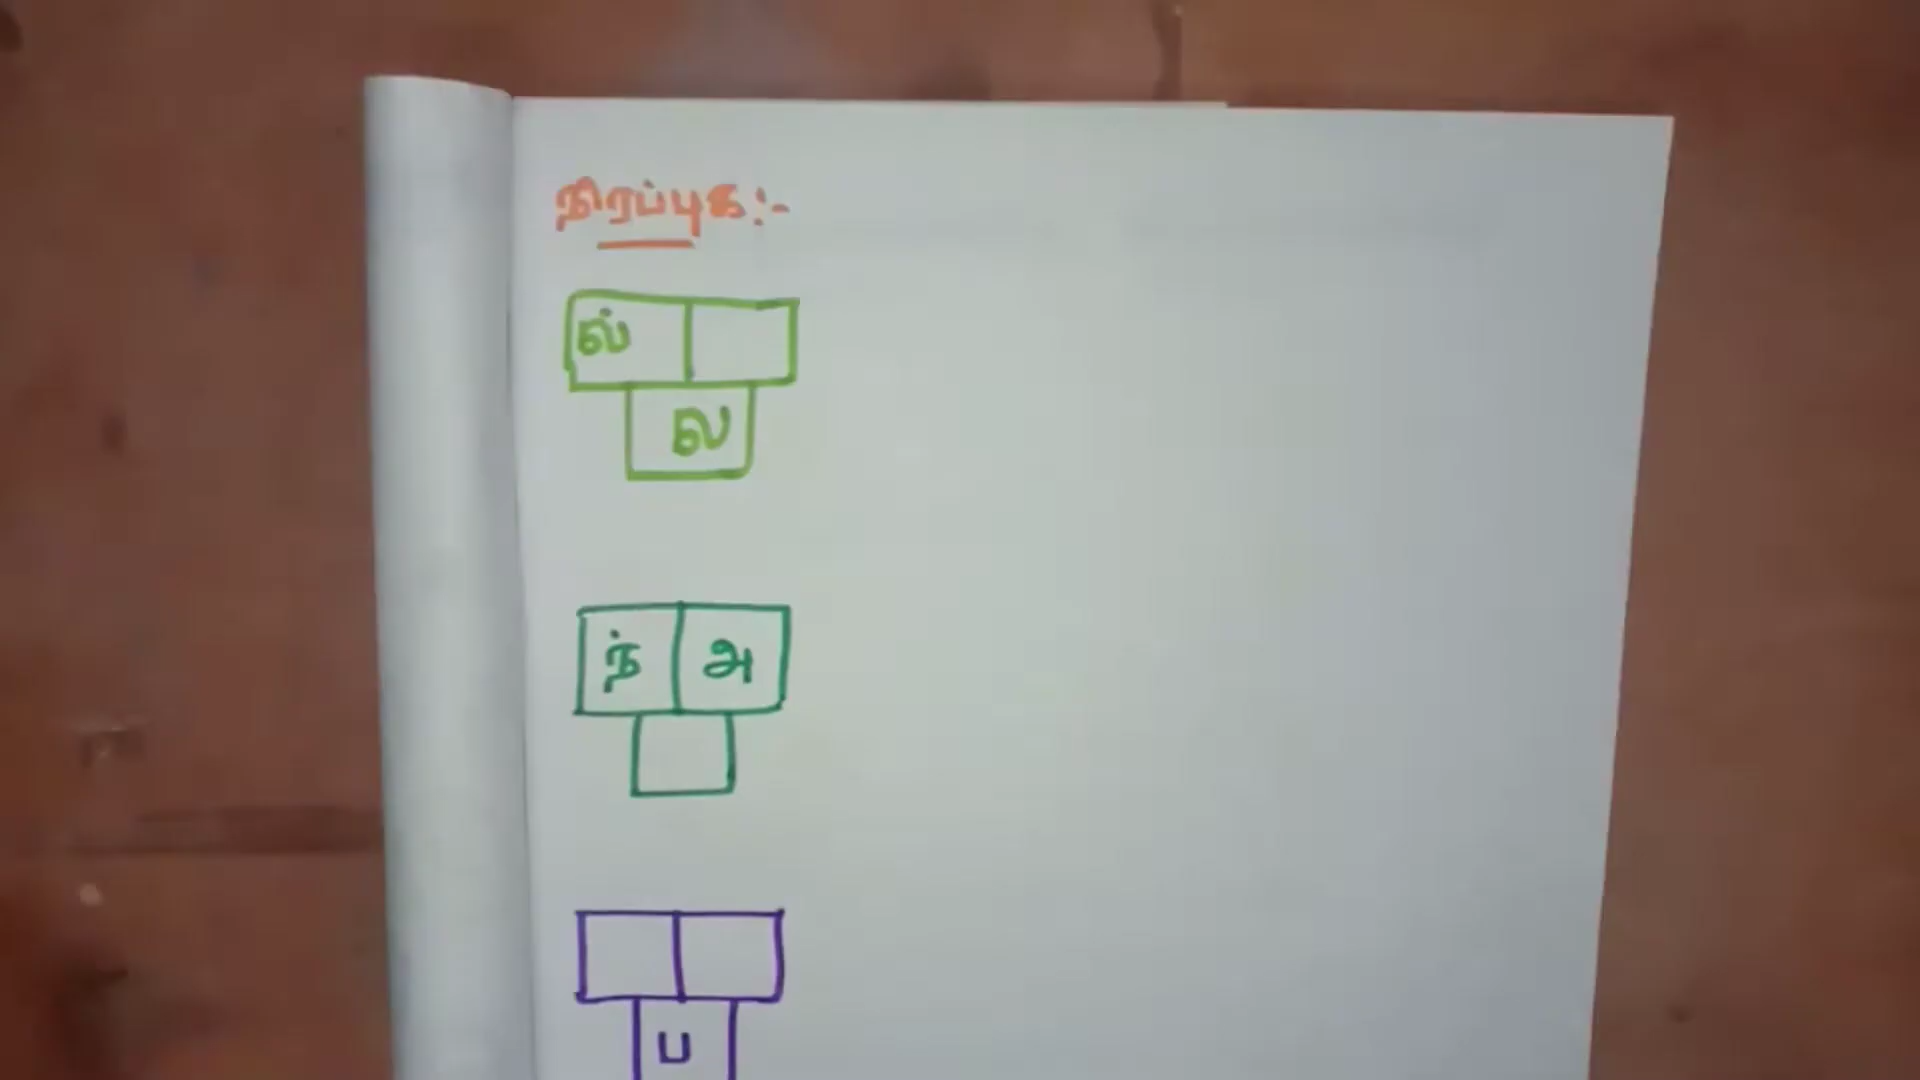 நிரப்புக:-
ல்
ல
ந் அ
ப